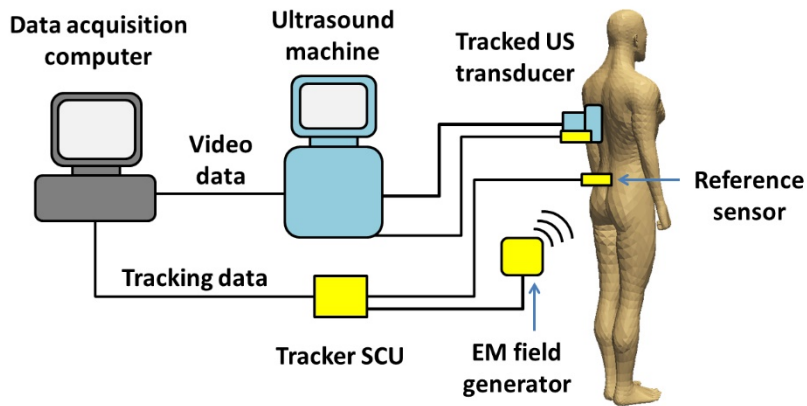 Data acquisition
computer
Ultrasound
machine
Tracked US
transducer
Video
data
Reference
sensor
Tracking data
Tracker SCU
EM field
generator